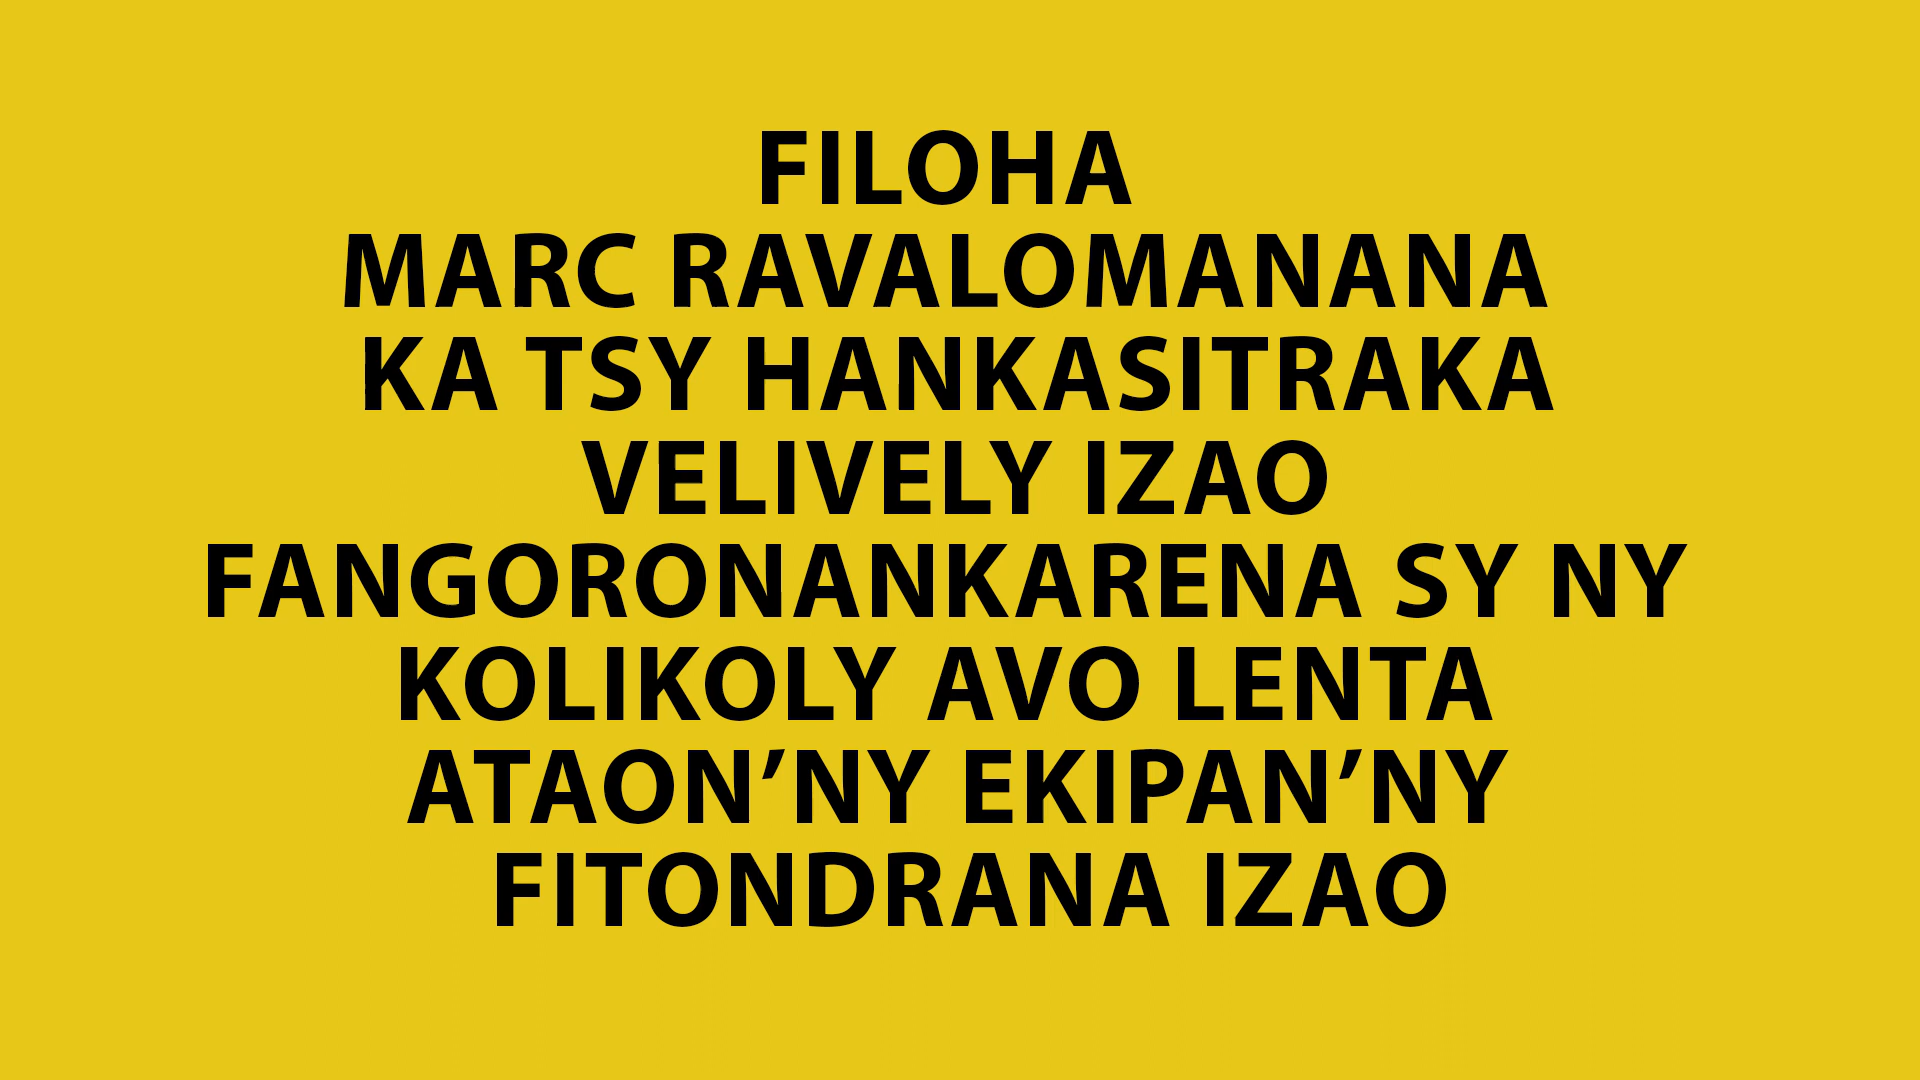 FILOHA
MARC RAVALOMANANA
KA TSY HANKASITRAKA
VELIVELY IZAO
FANGORONANKARENA SY NY
KOLIKOLY AVO LENTA
ATAON’NY EKIPAN’NY
FITONDRANA IZAO